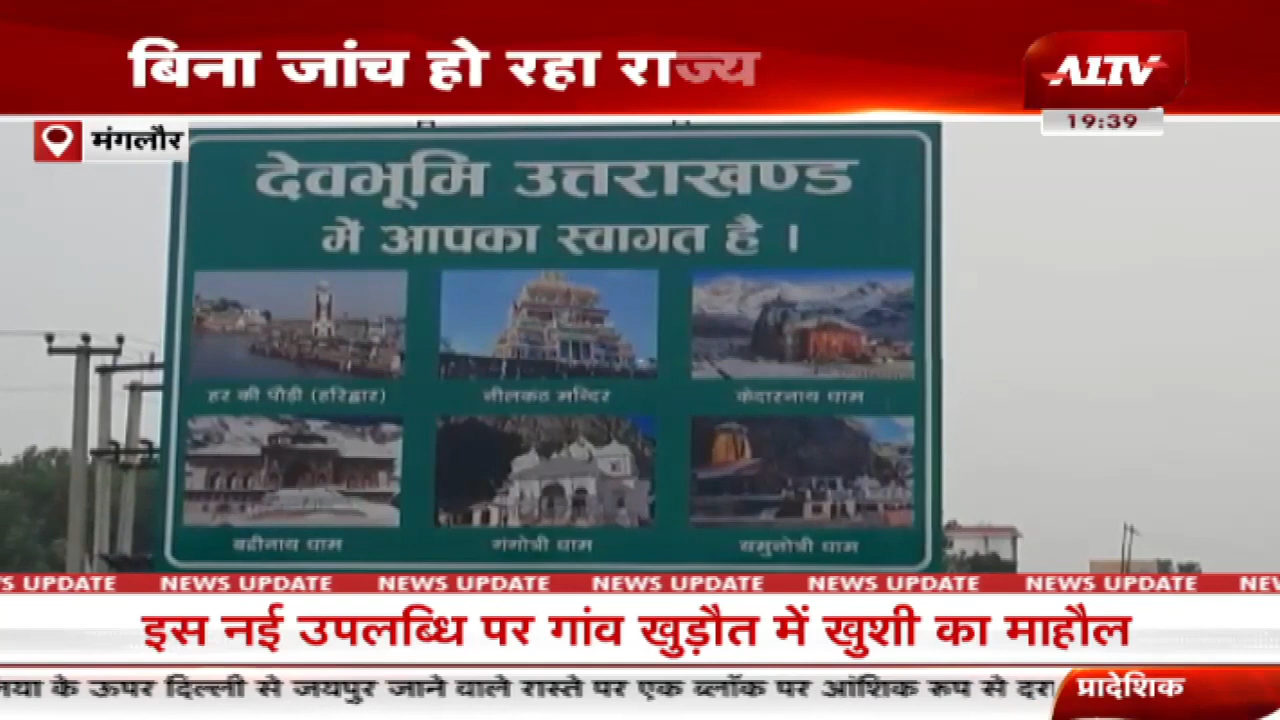 बिना जांच हो रहा राज्य
ALTV
19:39
मंगलौर
देवभूमि उत्तराखण्ड
में आपका स्वागत है ।
हर की पौड़ी (हरिद्वार)
नीलकंठ मन्दिर
केदारनाथ धाम
बद्रीनाथ धाम
गंगोत्री धाम
यमुनोत्री धाम
S UPDATE NEWS UPDATE NEWS UPDATE NEWS UPDATE NEWS UPDATE NEWS UPDATE NE
इस नई उपलब्धि पर गांव खुड़ौत में खुशी का माहौल
के ऊपर दिल्ली से जयपुर जाने वाले रास्ते पर एक ब्लॉक पर आंशिक रूप से
प्रादेशिक